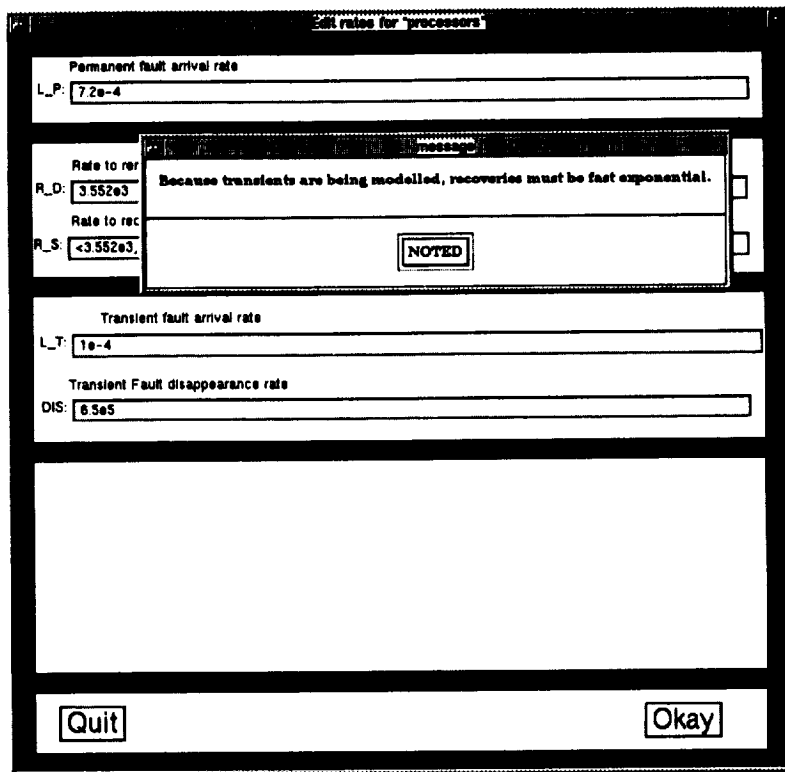 Edit rates for "processors"
Permanent fault arrival rate
L_P: 7.2e-4
message
Because transients are being modelled, recoveries must be fast exponential.
NOTED
Rate to
R_D: 3.552e3
Rate to
R_S: <3.552e3,
Transient fault arrival rate
L_T: 1e-4
Transient Fault disappearance rate
DIS: 6.5e5
Quit
Okay